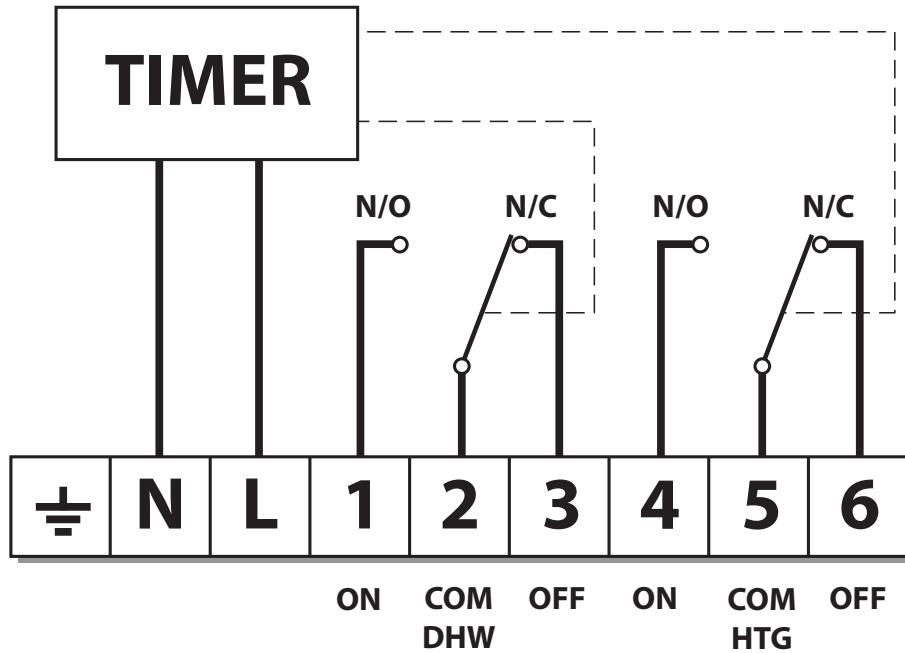 TIMER
N/O N/C N/O N/C
N L 1 2 3 4 5 6
ON COM OFF ON COM OFF
DHW HTG